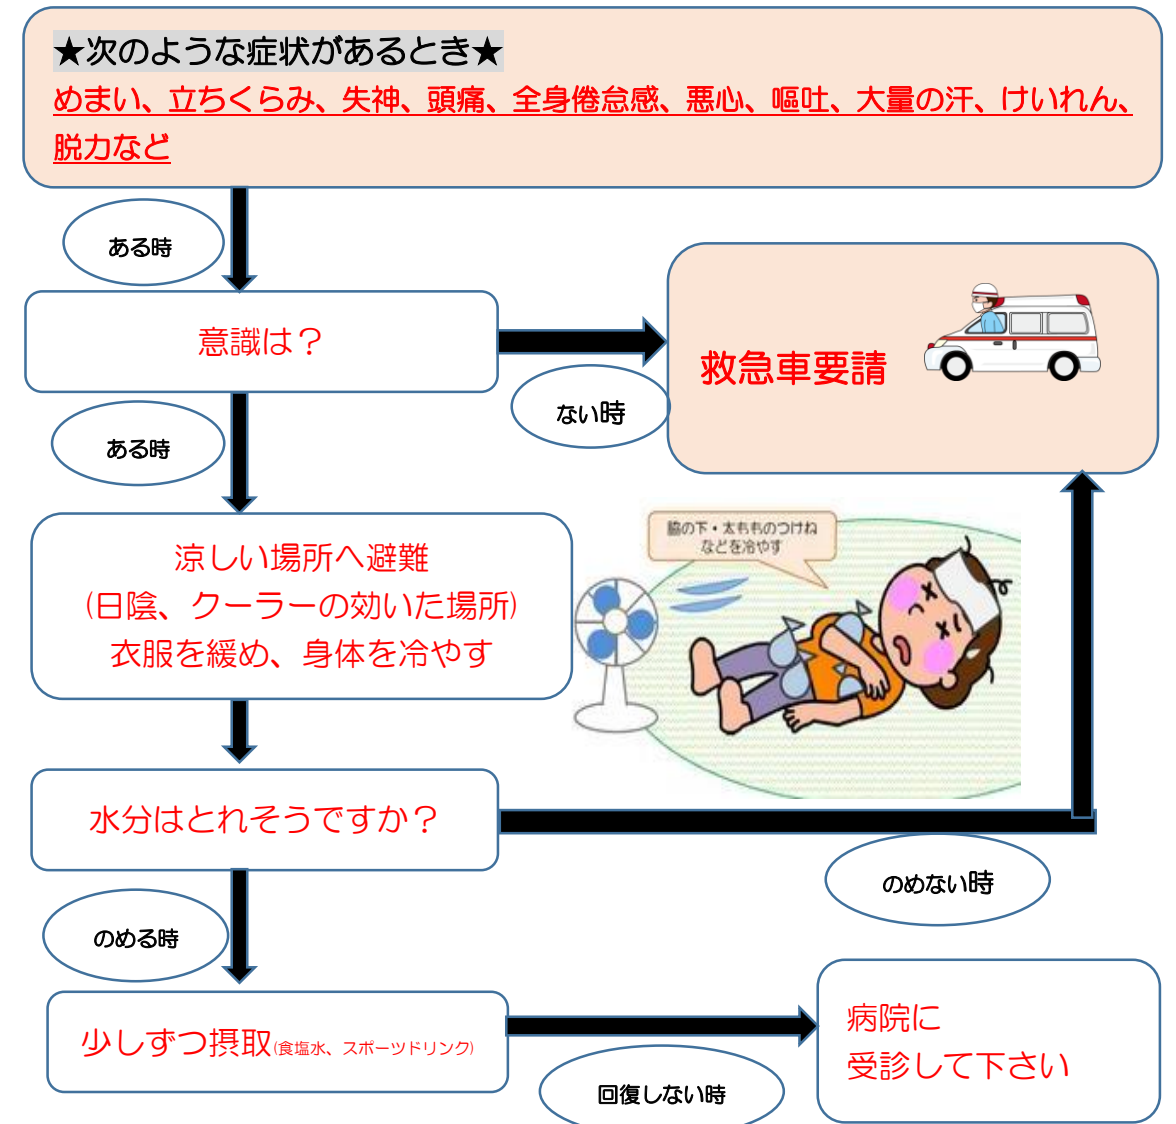 ★次のような症状があるとき★
めまい、立ちくらみ、失神、頭痛、全身倦怠感、悪心、嘔吐、大量の汗、けいれん、
脱力など
ある時
意識は？
ない時
救急車要請
ある時
涼しい場所へ避難
(日陰、クーラーの効いた場所)
衣服を緩め、身体を冷やす
脇の下・太もものつけね
などを冷やす
水分はとれそうですか？
のめない時
のめる時
少しずつ摂取(食塩水、スポーツドリンク)
回復しない時
病院に
受診して下さい